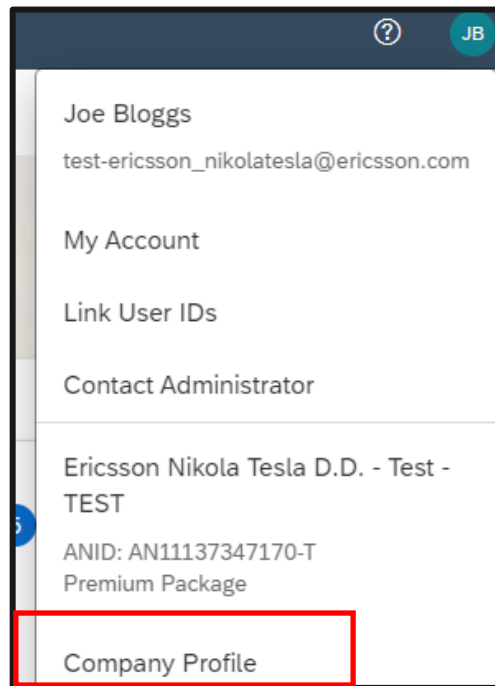 ?
JB
Joe Bloggs
test-ericsson_nikolatesla@ericsson.com
My Account
Link User IDs
Contact Administrator
Ericsson Nikola Tesla D.D. - Test -
TEST
ANID: AN11137347170-T
Premium Package
Company Profile